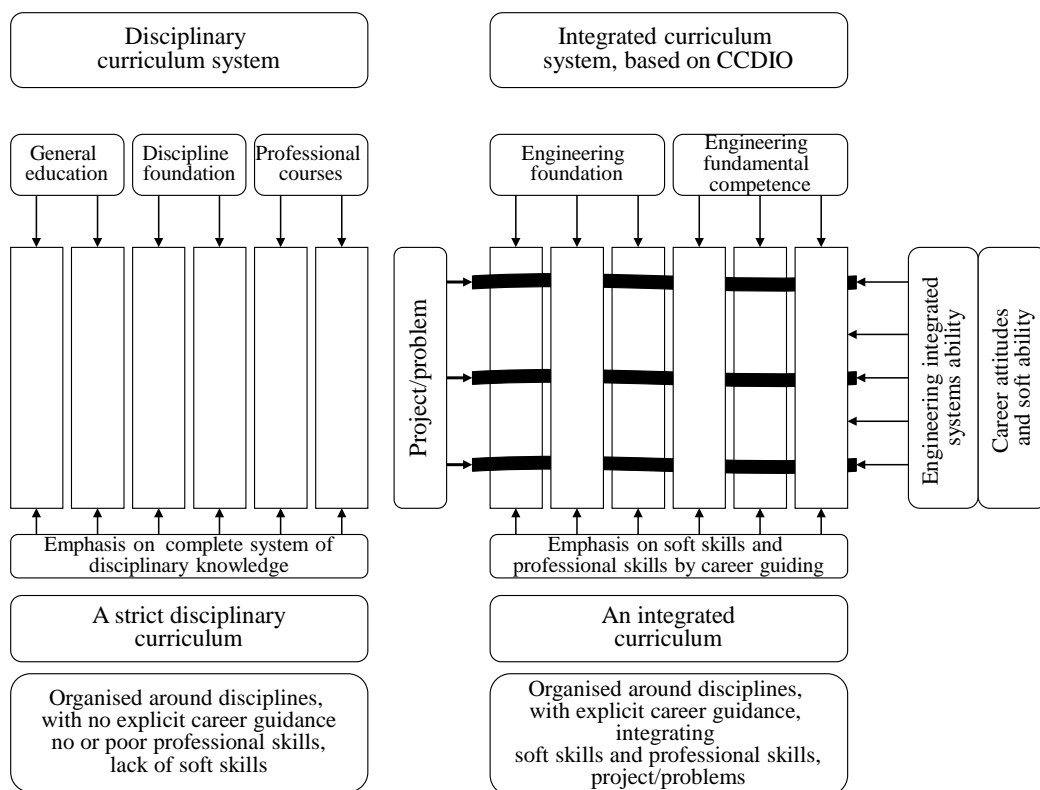 Disciplinary
curriculum system
Integrated curriculum
system, based on CCDIO
General
education
Discipline
foundation
Professional
courses
Engineering
foundation
Engineering
fundamental
competence
Project/problem
Engineering integrated
systems ability
Career attitudes
and soft ability
Emphasis on complete system of
disciplinary knowledge
Emphasis on soft skills and
professional skills by career guiding
A strict disciplinary
curriculum
An integrated
curriculum
Organised around disciplines,
with no explicit career guidance
no or poor professional skills,
lack of soft skills
Organised around disciplines,
with explicit career guidance,
integrating
soft skills and professional skills,
project/problems